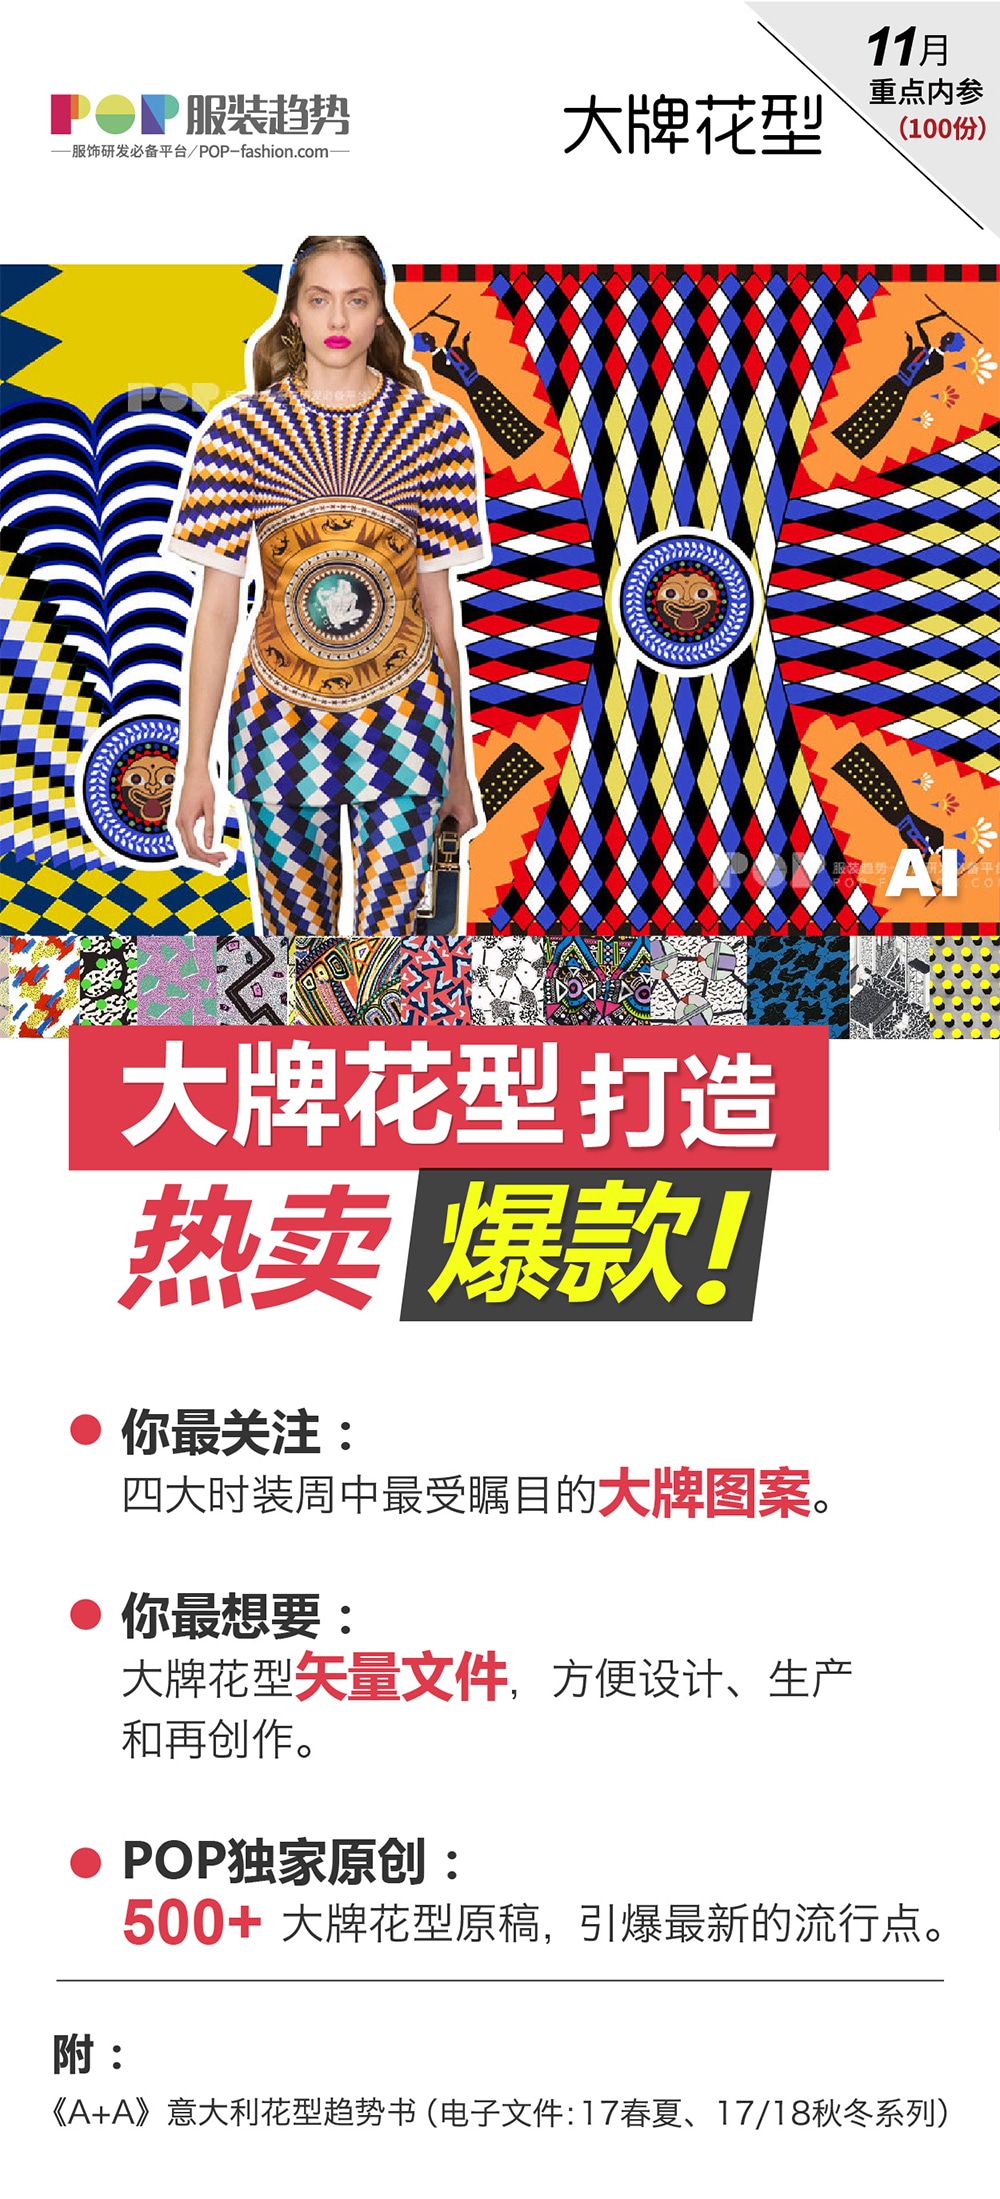 POP服装趋势
服饰研发必备平台/POP-fashion.com
大牌花型
11月
重点内参
(100份)
POP
POP 服装趋势
AI
大牌花型打造
热卖爆款!
你最关注:
四大时装周中最受瞩目的大牌图案。
你最想要:
大牌花型矢量文件,方便设计、生产
和再创作。
POP独家原创:
500+ 大牌花型原稿,引爆最新的流行点。
附:
《A+A》意大利花型趋势书(电子文件:17春夏、17/18秋冬系列)